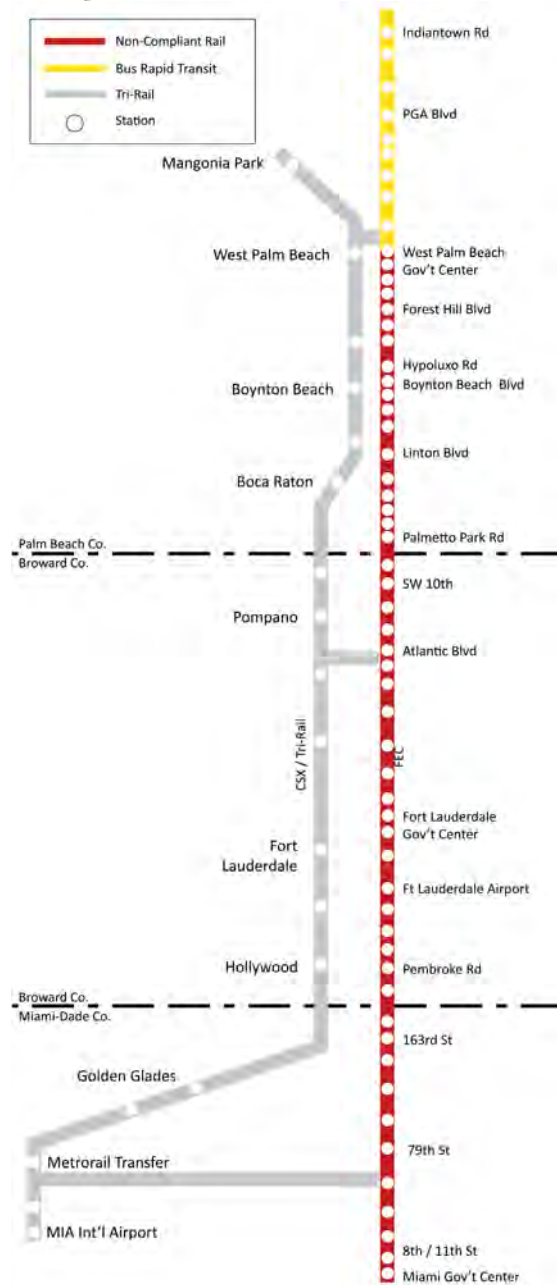 Non-Compliant Rail
Bus Rapid Transit
Tri-Rail
Station
Indiantown Rd
PGA Blvd
Mangonia Park
West Palm Beach
West Palm Beach
Gov't Center
Forest Hill Blvd
Hypoluxo Rd
Boynton Beach
Boynton Beach Blvd
Linton Blvd
Boca Raton
Palmetto Park Rd
Palm Beach Co.
Broward Co.
SW 10th
Pompano
Atlantic Blvd
CSX / Tri-Rail
FEC
Fort Lauderdale
Gov't Center
Fort
Lauderdale
Ft Lauderdale Airport
Hollywood
Pembroke Rd
Broward Co.
Miami-Dade Co.
163rd St
Golden Glades
79th St
Metrorail Transfer
MIA Int'l Airport
8th / 11th St
Miami Gov't Center